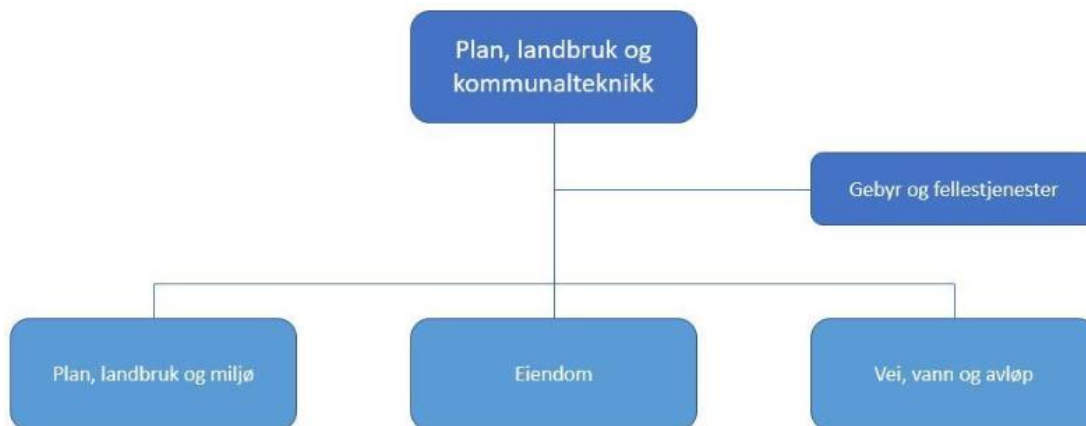 Plan, landbruk og
kommunalteknikk
Gebyr og fellestjenester
Plan, landbruk og miljø
Eiendom
Vei, vann og avløp